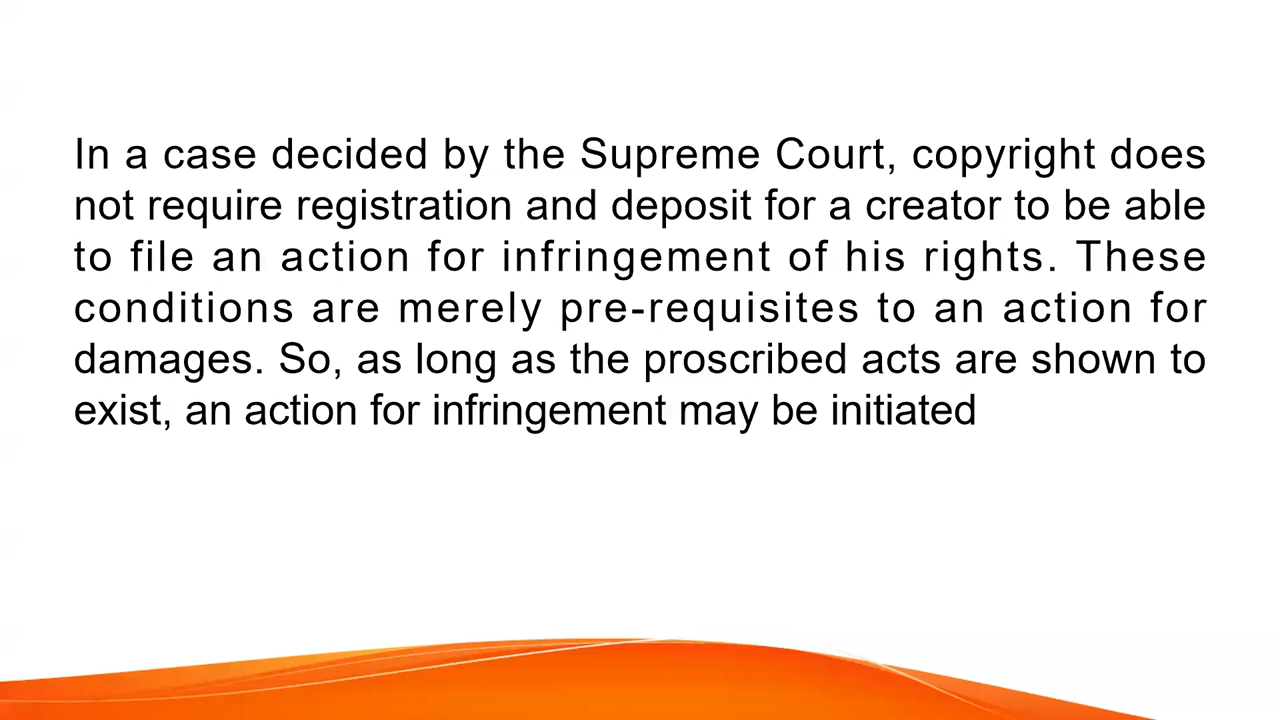 In a case decided by the Supreme Court, copyright does
not require registration and deposit for a creator to be able
to file an action for infringement of his rights. These
conditions are merely pre-requisites to an action for
damages. So, as long as the proscribed acts are shown to
exist, an action for infringement may be initiated